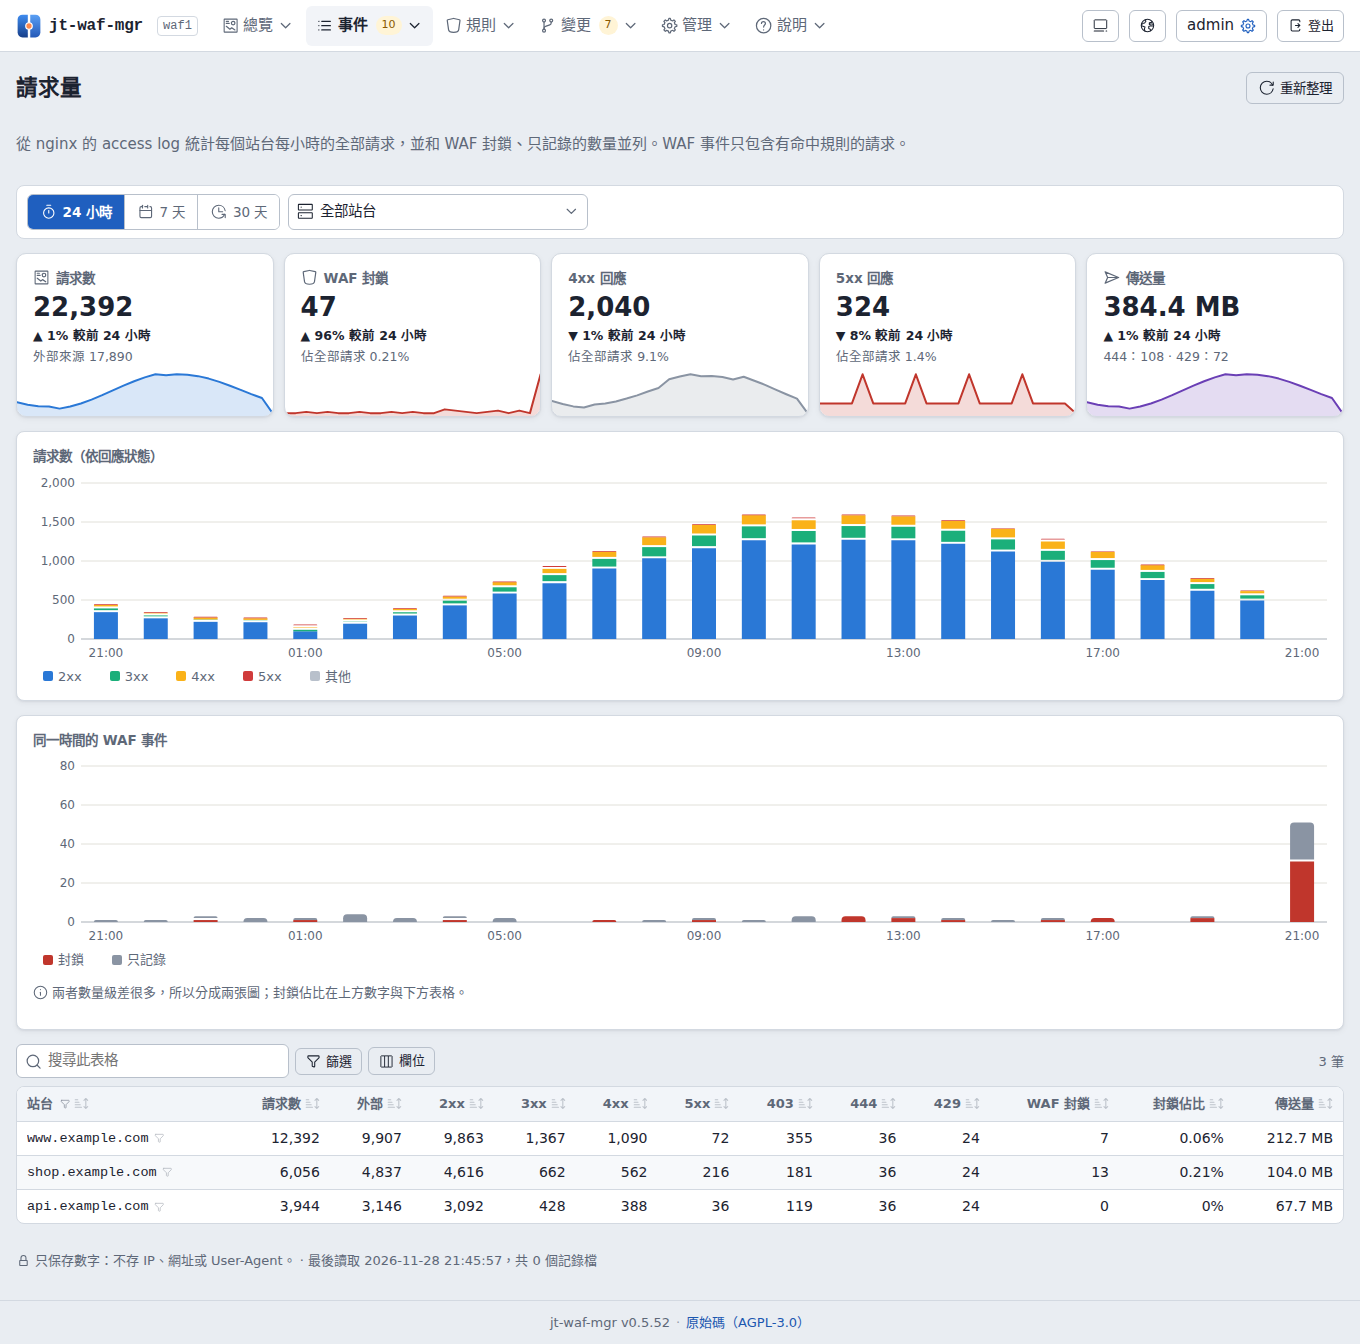 jt-waf-mgr waf1 總覽 事件 10 規則 變更 7 管理 說明 admin 登出
請求量 重新整理
從 nginx 的 access log 統計每個站台每小時的全部請求，並和 WAF 封鎖、只記錄的數量並列。WAF 事件只包含有命中規則的請求。
24 小時 7 天 30 天 全部站台
請求數 WAF 封鎖 4xx 回應 5xx 回應 傳送量
22,392 47 2,040 324 384.4 MB
▲ 1% 較前 24 小時 ▲ 96% 較前 24 小時 ▼ 1% 較前 24 小時 ▼ 8% 較前 24 小時 ▲ 1% 較前 24 小時
外部來源 17,890 佔全部請求 0.21% 佔全部請求 9.1% 佔全部請求 1.4% 444：108 · 429：72
請求數（依回應狀態）
2,000
1,500
1,000
500
0
21:00 01:00 05:00 09:00 13:00 17:00 21:00
2xx 3xx 4xx 5xx 其他
同一時間的 WAF 事件
80
60
40
20
0
21:00 01:00 05:00 09:00 13:00 17:00 21:00
封鎖 只記錄
兩者數量級差很多，所以分成兩張圖；封鎖佔比在上方數字與下方表格。
搜尋此表格 篩選 欄位 3 筆
站台 請求數 外部 2xx 3xx 4xx 5xx 403 444 429 WAF 封鎖 封鎖佔比 傳送量
www.example.com 12,392 9,907 9,863 1,367 1,090 72 355 36 24 7 0.06% 212.7 MB
shop.example.com 6,056 4,837 4,616 662 562 216 181 36 24 13 0.21% 104.0 MB
api.example.com 3,944 3,146 3,092 428 388 36 119 36 24 0 0% 67.7 MB
只保存數字：不存 IP、網址或 User-Agent。 · 最後讀取 2026-11-28 21:45:57，共 0 個記錄檔
jt-waf-mgr v0.5.52 · 原始碼（AGPL-3.0）